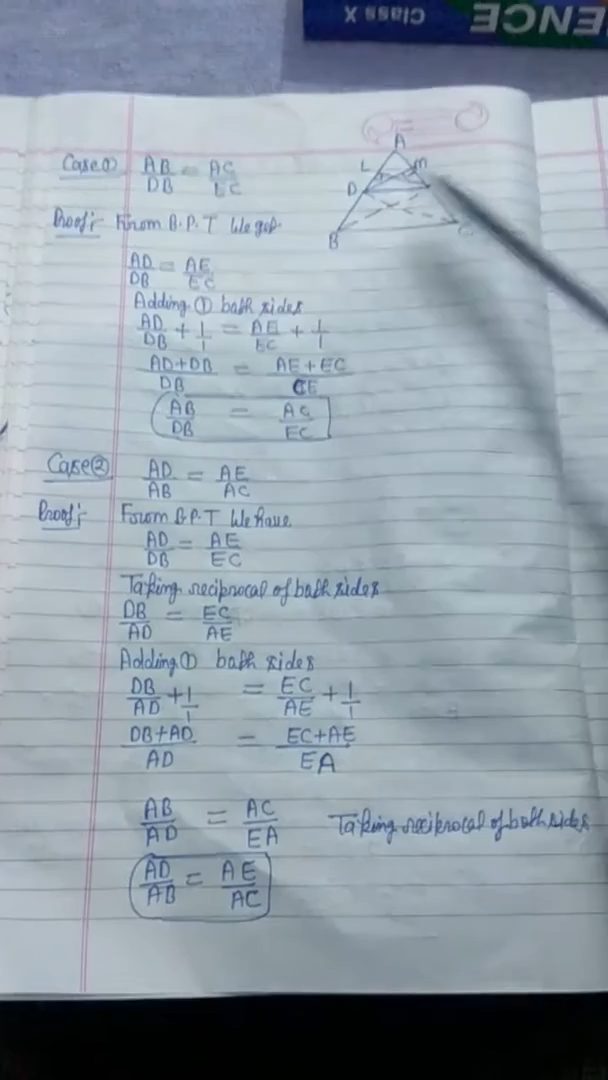 ENCE
Class X
Case① AB/DB = AC/EC
A
L M
D
B C
Proof:- From B.P.T We get
AD/DB = AE/EC
Adding ① both sides
AD/DB + 1/1 = AE/EC + 1/1
AD+DB/DB = AE+EC/CE
AB/DB = AC/EC
Case② AD/AB = AE/AC
Proof:- From B.P.T We have
AD/DB = AE/EC
Taking reciprocal of both sides
DB/AD = EC/AE
Adding ① both sides
DB/AD + 1/1 = EC/AE + 1/1
DB+AD/AD = EC+AE/EA
AB/AD = AC/EA Taking reciprocal of both sides
AD/AB = AE/AC